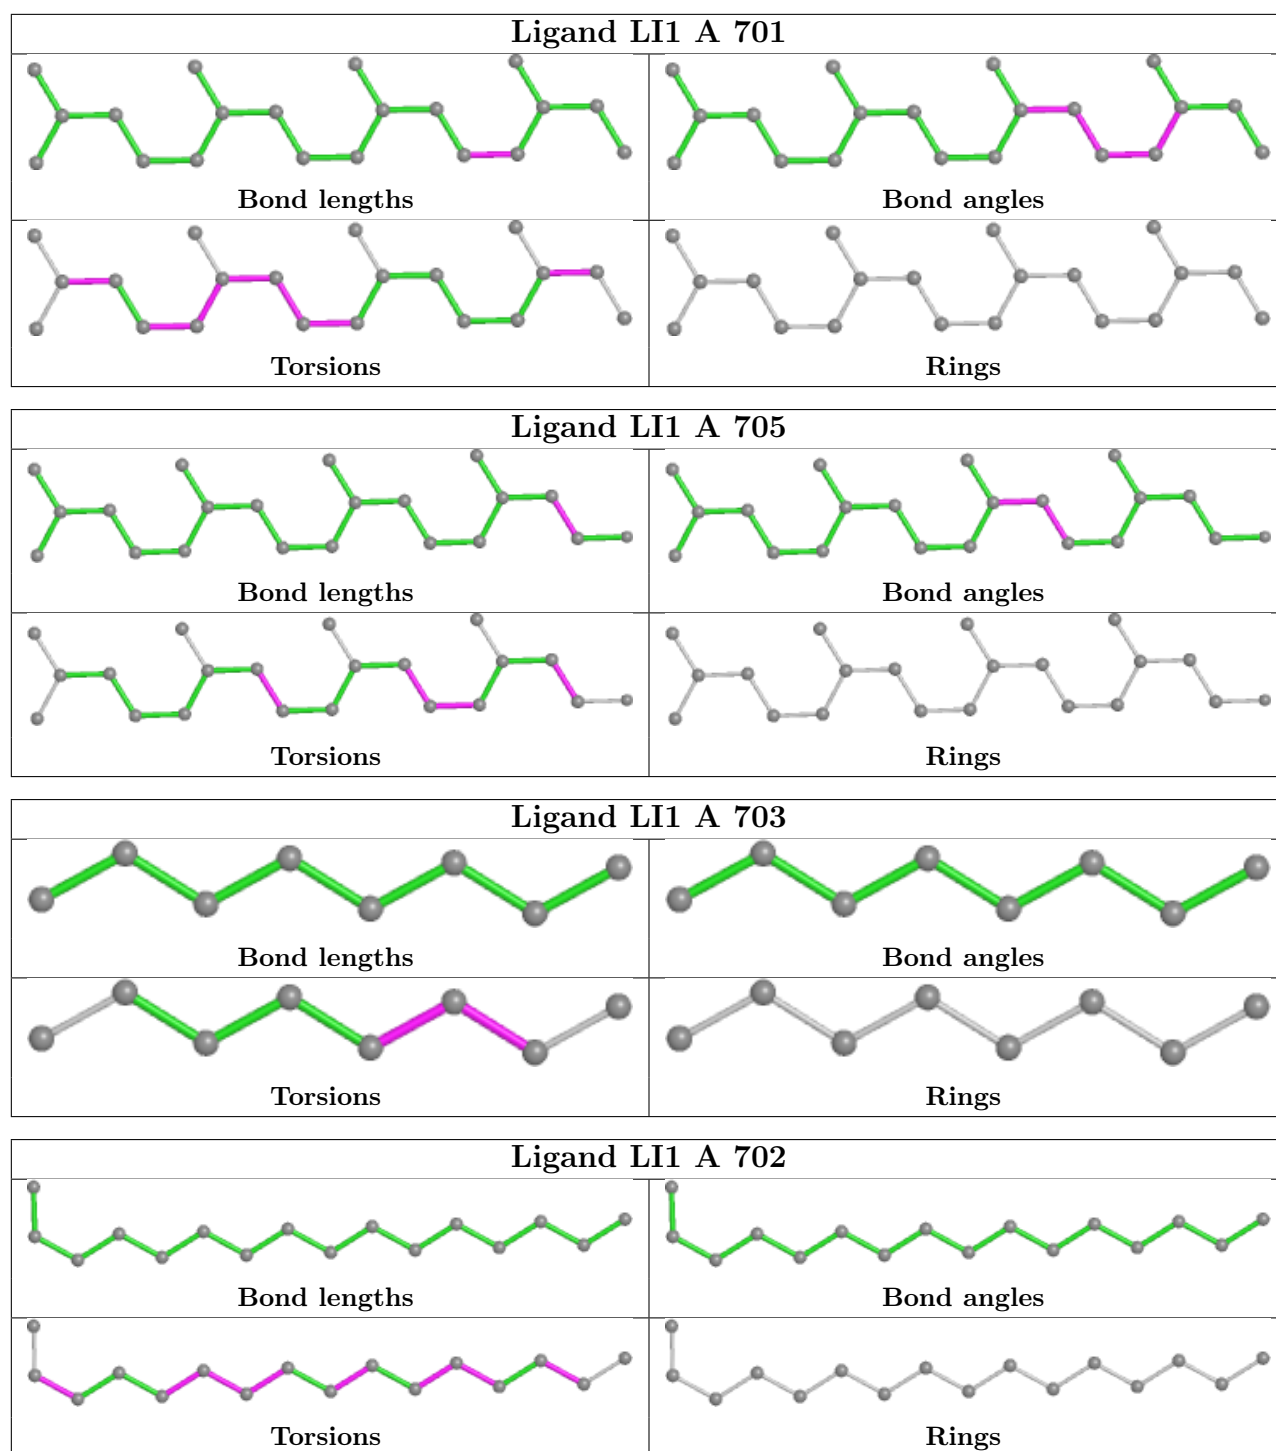 Ligand LI1 A 701
Bond lengths
Bond angles
Torsions
Rings
Ligand LI1 A 705
Bond lengths
Bond angles
Torsions
Rings
Ligand LI1 A 703
Bond lengths
Bond angles
Torsions
Rings
Ligand LI1 A 702
Bond lengths
Bond angles
Torsions
Rings